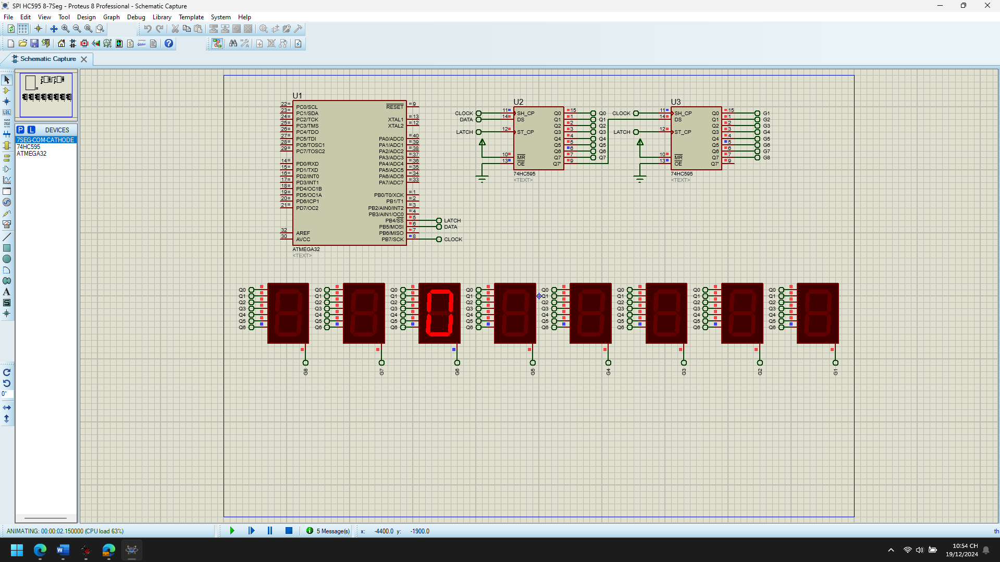 SPI HC595 8-7Seg - Proteus 8 Professional - Schematic Capture
File Edit View Tool Design Graph Debug Library Template System Help
Schematic Capture
P L DEVICES
7SEG-COM-CATHODE
74HC595
ATMEGA32
LBL
A
S
0°
U1
22 PC0/SCL
23 PC1/SDA
24 PC2/TCK
25 PC3/TMS
26 PC4/TDO
27 PC5/TDI
28 PC6/TOSC1
29 PC7/TOSC2
14 PD0/RXD
15 PD1/TXD
16 PD2/INT0
17 PD3/INT1
18 PD4/OC1B
19 PD5/OC1A
20 PD6/ICP1
21 PD7/OC2
32 AREF
30 AVCC
RESET 9
XTAL1 13
XTAL2 12
PA0/ADC0 40
PA1/ADC1 39
PA2/ADC2 38
PA3/ADC3 37
PA4/ADC4 36
PA5/ADC5 35
PA6/ADC6 34
PA7/ADC7 33
PB0/T0/XCK 1
PB1/T1 2
PB2/AIN0/INT2 3
PB3/AIN1/OC0 4
PB4/SS 5 LATCH
PB5/MOSI 6 DATA
PB6/MISO 7
PB7/SCK 8 CLOCK
ATMEGA32
<TEXT>
U2
CLOCK 11 SH_CP Q0 15 Q0
DATA 14 DS Q1 1 Q1
Q2 2 Q2
LATCH 12 ST_CP Q3 3 Q3
Q4 4 Q4
Q5 5 Q5
Q6 6 Q6
10 MR Q7 7 Q7
13 OE Q7' 9
74HC595
<TEXT>
U3
CLOCK 11 SH_CP Q0 15 G1
14 DS Q1 1 G2
Q2 2 G3
LATCH 12 ST_CP Q3 3 G4
Q4 4 G5
Q5 5 G6
Q6 6 G7
10 MR Q7 7 G8
13 OE Q7' 9
74HC595
<TEXT>
Q0 Q0 Q0 Q0 Q0 Q0 Q0 Q0
Q1 Q1 Q1 Q1 Q1 Q1 Q1 Q1
Q2 Q2 Q2 Q2 Q2 Q2 Q2 Q2
Q3 Q3 Q3 Q3 Q3 Q3 Q3 Q3
Q4 Q4 Q4 Q4 Q4 Q4 Q4 Q4
Q5 Q5 Q5 Q5 Q5 Q5 Q5 Q5
Q6 Q6 Q6 Q6 Q6 Q6 Q6 Q6
0
G8 G7 G6 G5 G4 G3 G2 G1
ANIMATING: 00:00:02.150000 (CPU load 63%) 5 Message(s) x: -4400.0 y: -1900.0 th
10:54 CH
19/12/2024